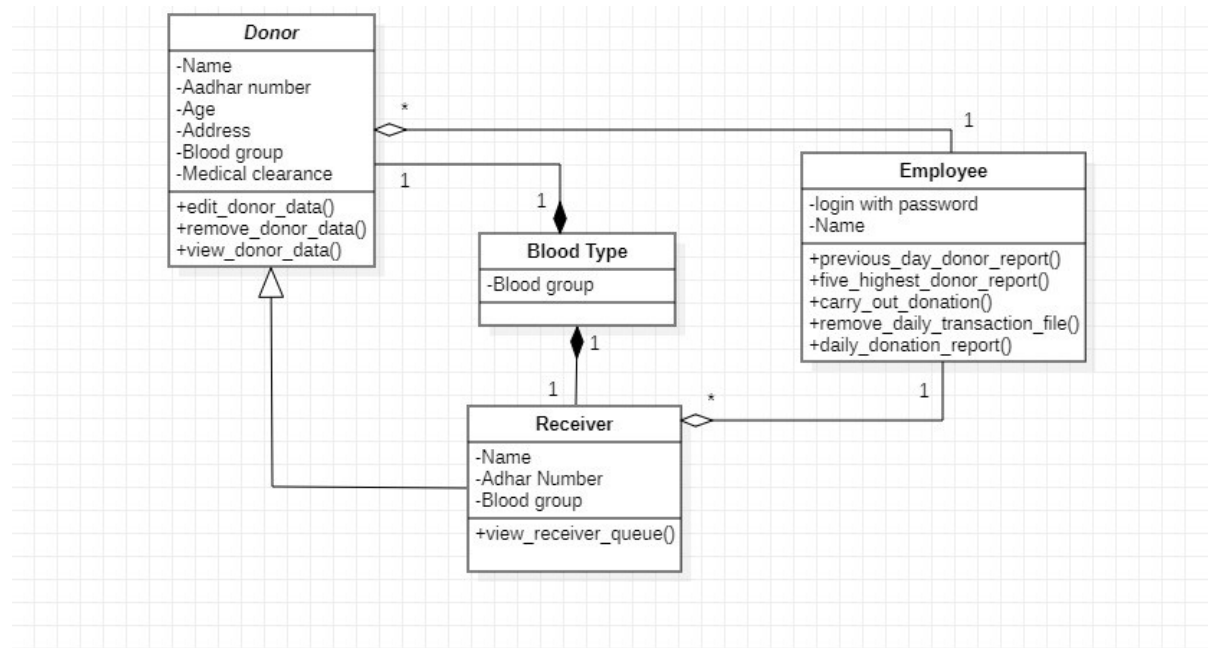 Donor
-Name
-Aadhar number
-Age
-Address
-Blood group
-Medical clearance
+edit_donor_data()
+remove_donor_data()
+view_donor_data()
*
1
1
1
Employee
-login with password
-Name
+previous_day_donor_report()
+five_highest_donor_report()
+carry_out_donation()
+remove_daily_transaction_file()
+daily_donation_report()
Blood Type
-Blood group
1
1
*
1
Receiver
-Name
-Adhar Number
-Blood group
+view_receiver_queue()